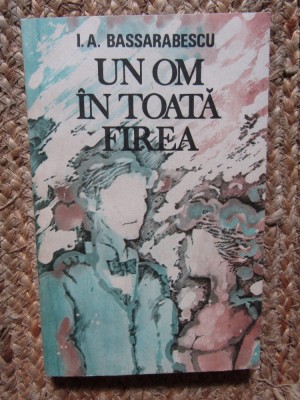 I. A. BASSARABESCU
UN OM
ÎN TOATĂ
FIREA